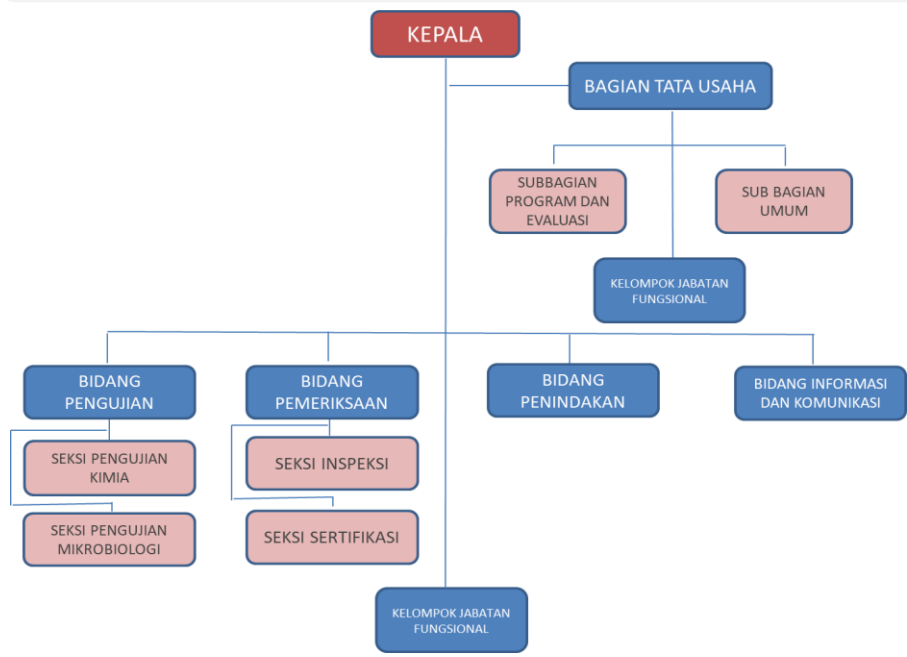 KEPALA
BAGIAN TATA USAHA
SUBBAGIAN
PROGRAM DAN
EVALUASI
SUB BAGIAN
UMUM
KELOMPOK JABATAN
FUNGSIONAL
BIDANG
PENGUJIAN
BIDANG
PEMERIKSAAN
BIDANG
PENINDAKAN
BIDANG INFORMASI
DAN KOMUNIKASI
SEKSI PENGUJIAN
KIMIA
SEKSI INSPEKSI
SEKSI PENGUJIAN
MIKROBIOLOGI
SEKSI SERTIFIKASI
KELOMPOK JABATAN
FUNGSIONAL